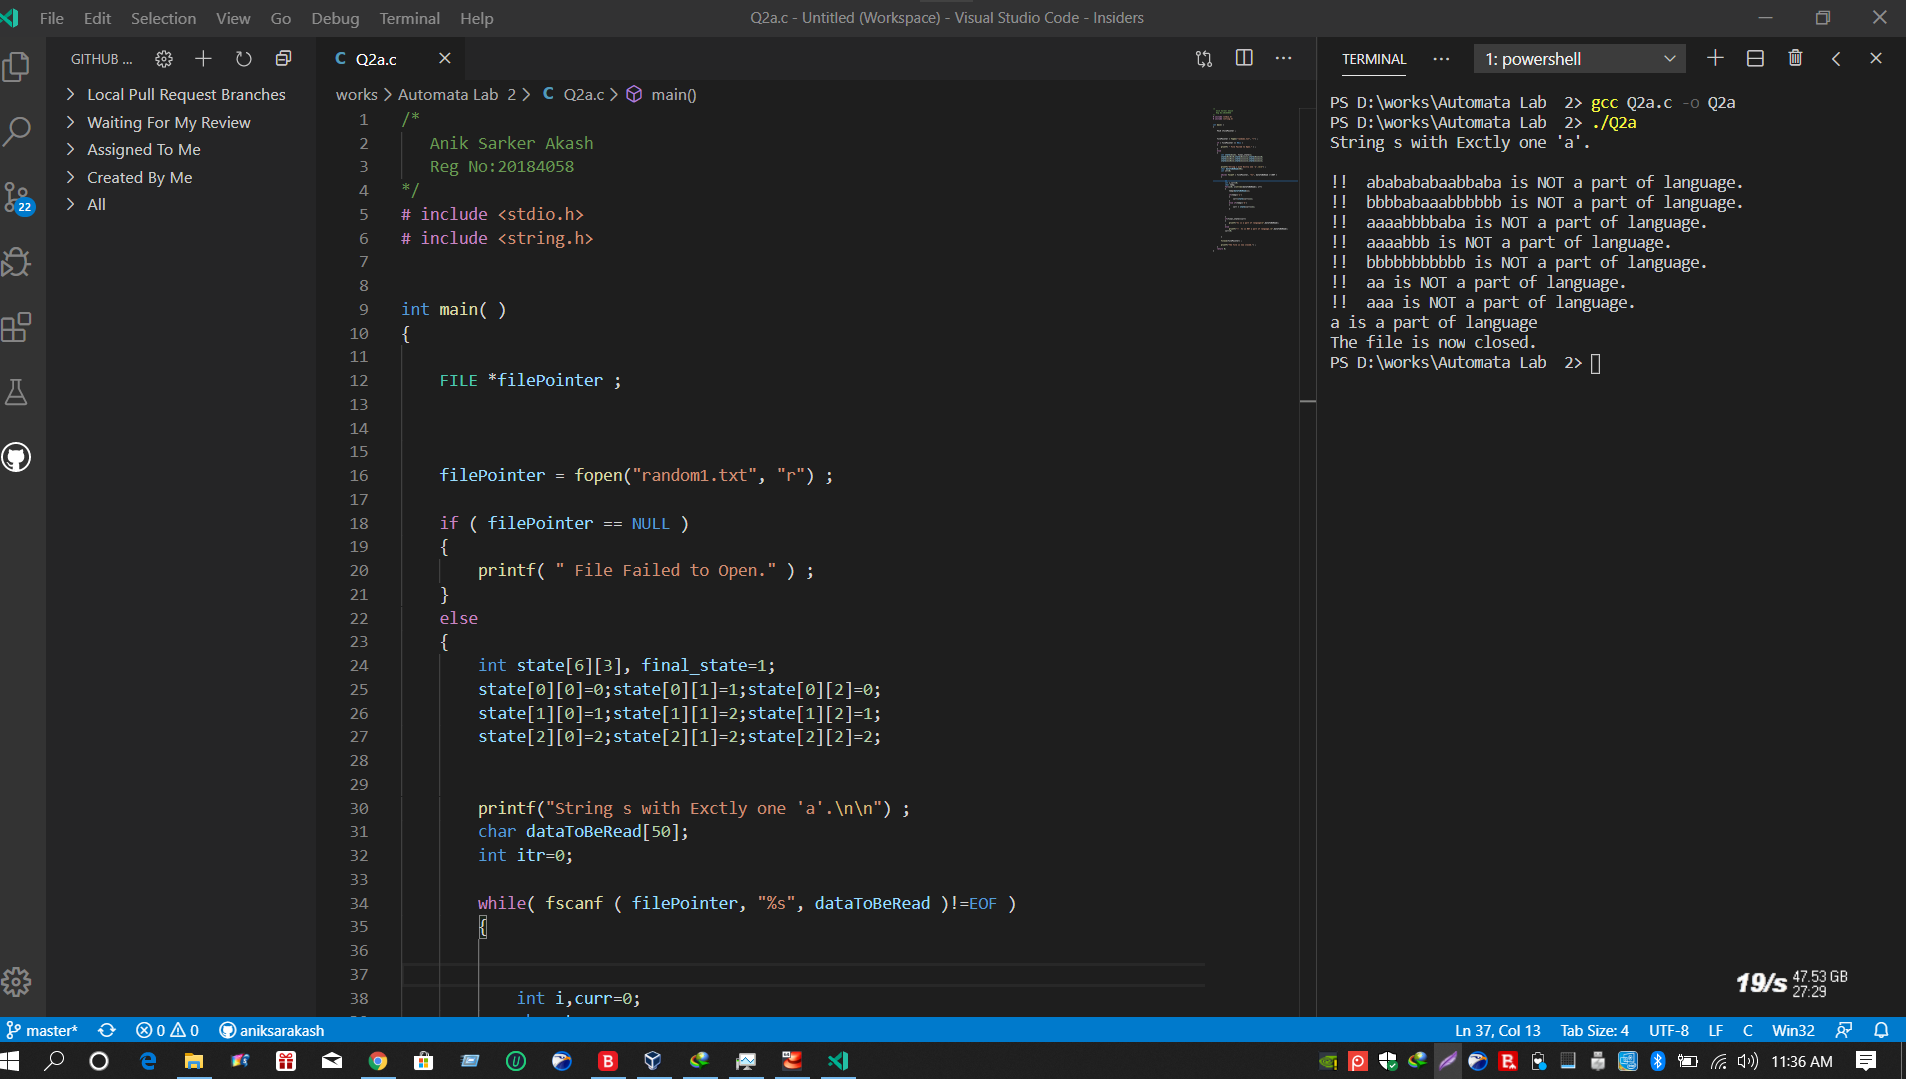 File Edit Selection View Go Debug Terminal Help
Q2a.c - Untitled (Workspace) - Visual Studio Code - Insiders
GITHUB ...
Local Pull Request Branches
Waiting For My Review
Assigned To Me
Created By Me
All
22
C Q2a.c
works > Automata Lab 2 > C Q2a.c > main()
1 /*
2 Anik Sarker Akash
3 Reg No:20184058
4 */
5 # include <stdio.h>
6 # include <string.h>
7
8
9 int main( )
10 {
11
12 FILE *filePointer ;
13
14
15
16 filePointer = fopen("random1.txt", "r") ;
17
18 if ( filePointer == NULL )
19 {
20 printf( " File Failed to Open." ) ;
21 }
22 else
23 {
24 int state[6][3], final_state=1;
25 state[0][0]=0;state[0][1]=1;state[0][2]=0;
26 state[1][0]=1;state[1][1]=2;state[1][2]=1;
27 state[2][0]=2;state[2][1]=2;state[2][2]=2;
28
29
30 printf("String s with Exctly one 'a'.\n\n") ;
31 char dataToBeRead[50];
32 int itr=0;
33
34 while( fscanf ( filePointer, "%s", dataToBeRead )!=EOF )
35 {
36
37
38 int i,curr=0;
TERMINAL ... 1: powershell
PS D:\works\Automata Lab  2> gcc Q2a.c -o Q2a
PS D:\works\Automata Lab  2> ./Q2a
String s with Exctly one 'a'.
!!  ababababaabbaba is NOT a part of language.
!!  bbbbabaaabbbbbb is NOT a part of language.
!!  aaaabbbbaba is NOT a part of language.
!!  aaaabbb is NOT a part of language.
!!  bbbbbbbbbbb is NOT a part of language.
!!  aa is NOT a part of language.
!!  aaa is NOT a part of language.
a is a part of language
The file is now closed.
PS D:\works\Automata Lab  2>
19/s 47.53 GB
27:29
master* 0 0 aniksarakash
Ln 37, Col 13 Tab Size: 4 UTF-8 LF C Win32
11:36 AM